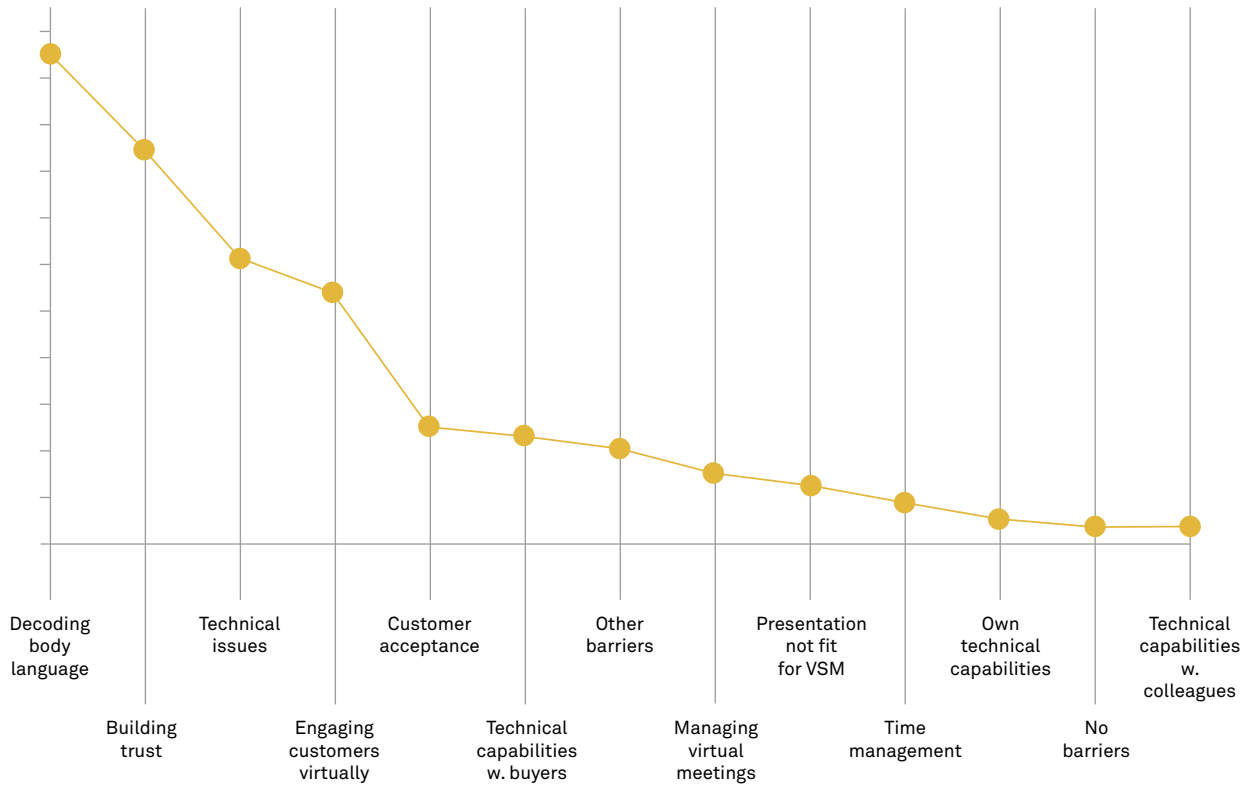 Decoding
body
language
Technical
issues
Customer
acceptance
Other
barriers
Presentation
not fit
for VSM
Own
technical
capabilities
Technical
capabilities
w.
colleagues
Building
trust
Engaging
customers
virtually
Technical
capabilities
w. buyers
Managing
virtual
meetings
Time
management
No
barriers